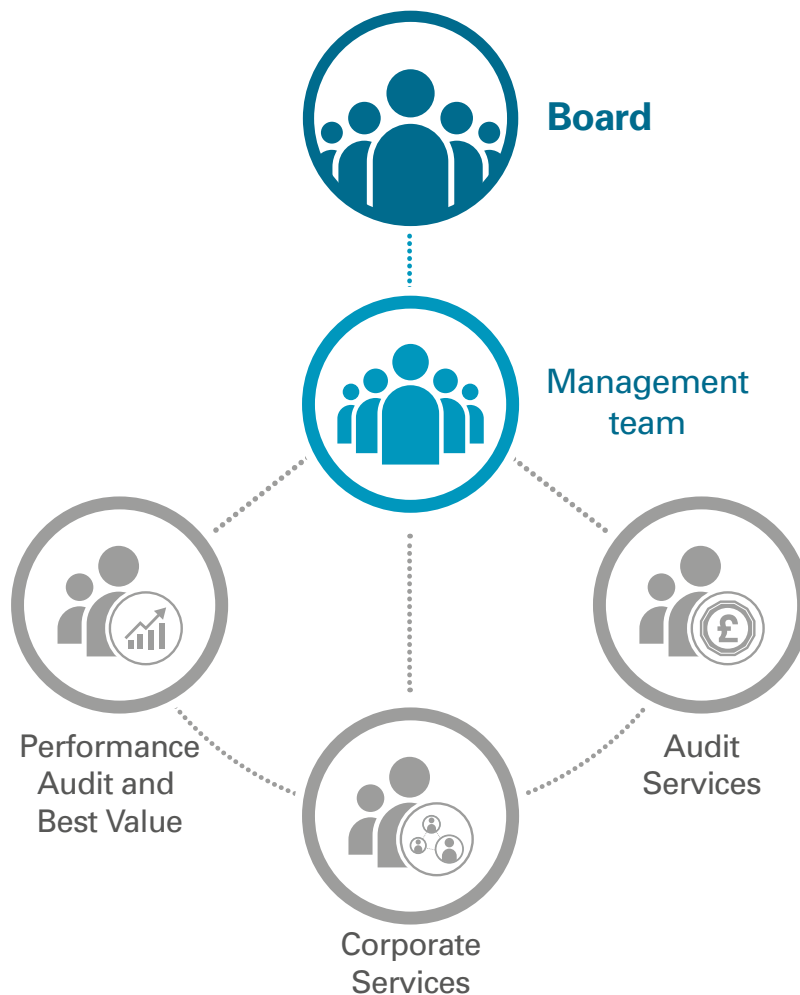 Board
Management
team
Performance
Audit and
Best Value
£
Audit
Services
Corporate
Services